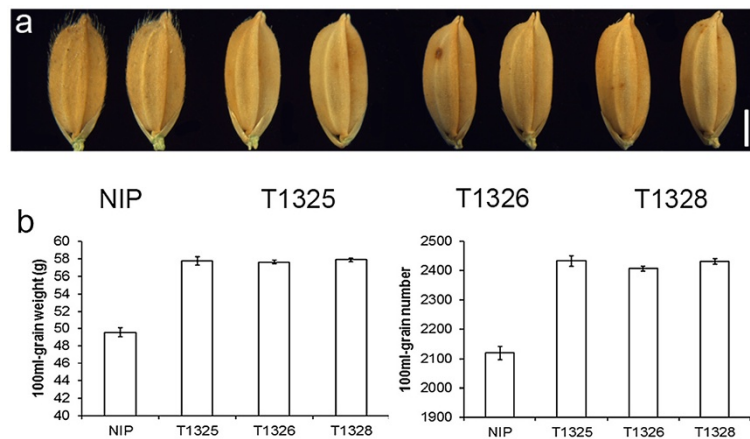 a
NIP T1325 T1326 T1328
b
100ml-grain weight (g)
60
58
56
54
52
50
48
46
44
42
40
NIP T1325 T1326 T1328
100ml-grain number
2500
2400
2300
2200
2100
2000
1900
NIP T1325 T1326 T1328